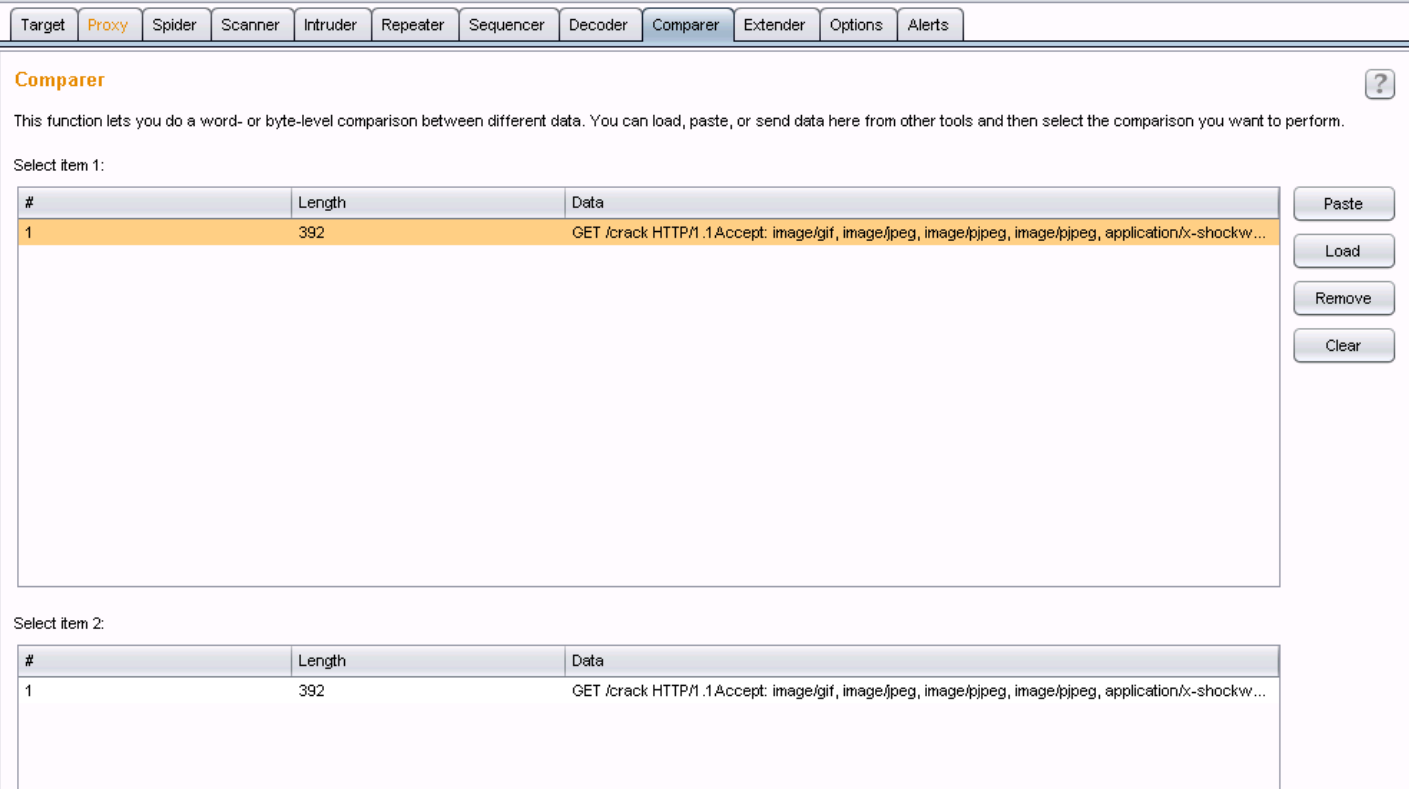 Target Proxy Spider Scanner Intruder Repeater Sequencer Decoder Comparer Extender Options Alerts
Comparer
?
This function lets you do a word- or byte-level comparison between different data. You can load, paste, or send data here from other tools and then select the comparison you want to perform.
Select item 1:
# Length Data
1 392 GET /crack HTTP/1.1Accept: image/gif, image/jpeg, image/pjpeg, image/pjpeg, application/x-shockw...
Paste
Load
Remove
Clear
Select item 2:
# Length Data
1 392 GET /crack HTTP/1.1Accept: image/gif, image/jpeg, image/pjpeg, image/pjpeg, application/x-shockw...